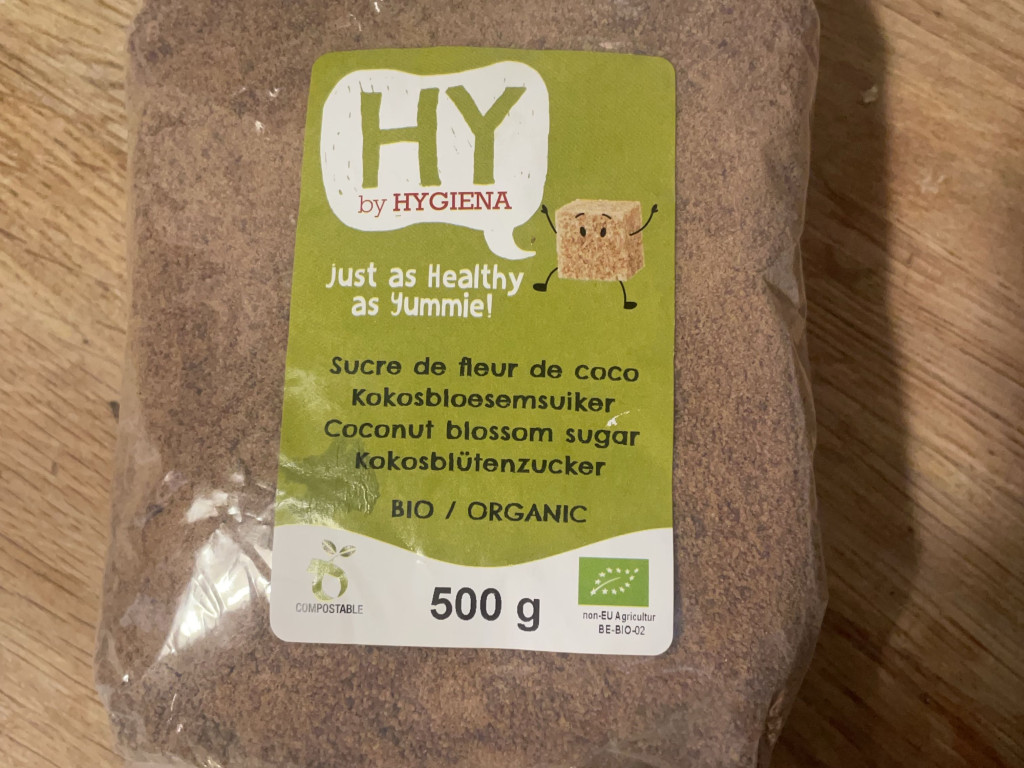 HY
by HYGIENA
just as Healthy
as Yummie!
Sucre de fleur de coco
Kokosbloesemsuiker
Coconut blossom sugar
Kokosblütenzucker
BIO / ORGANIC
COMPOSTABLE
500 g
non-EU Agricultur
BE-BIO-02